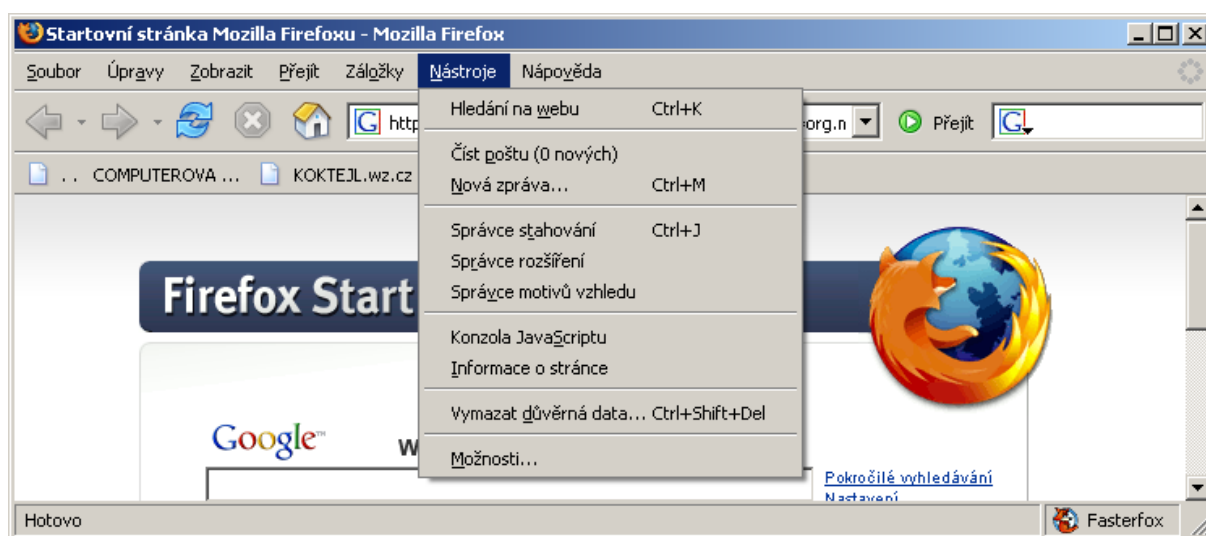 Startovní stránka Mozilla Firefoxu - Mozilla Firefox
Soubor Úpravy Zobrazit Přejít Záložky Nástroje Nápověda
http org.n Přejít
. . COMPUTEROVA ... KOKTEJL.wz.cz
Hledání na webu Ctrl+K
Číst poštu (0 nových)
Nová zpráva... Ctrl+M
Správce stahování Ctrl+J
Správce rozšíření
Správce motivů vzhledu
Konzola JavaScriptu
Informace o stránce
Vymazat důvěrná data... Ctrl+Shift+Del
Možnosti...
Firefox Start
Google™ w
Pokročilé vyhledávání
Nastavení
Hotovo Fasterfox